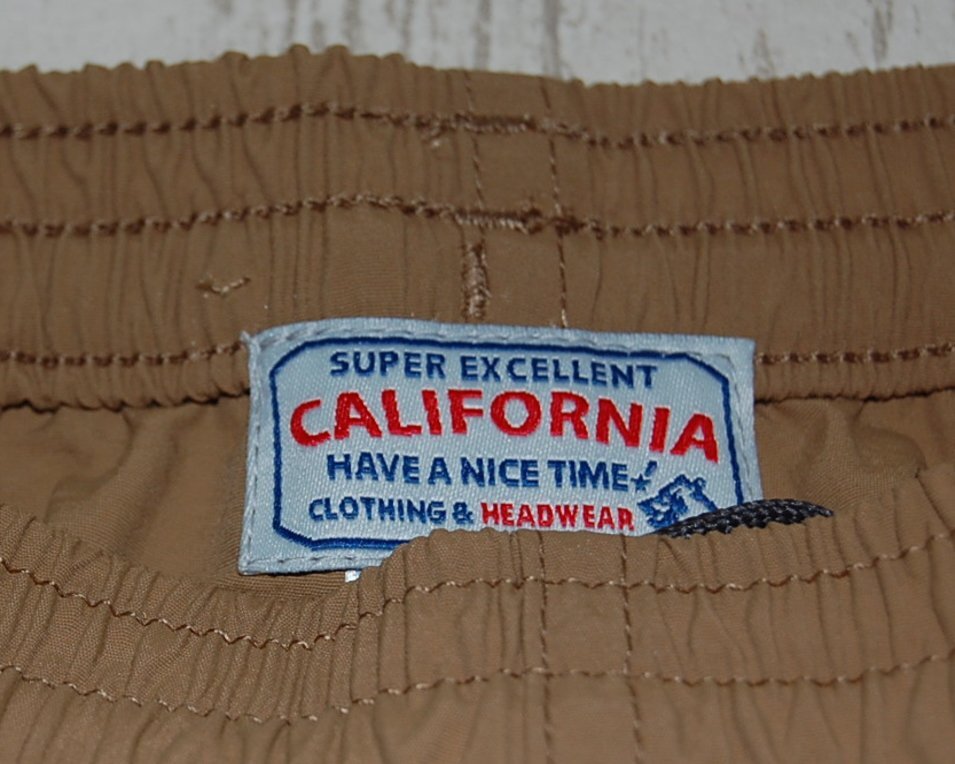 SUPER EXCELLENT
CALIFORNIA
HAVE A NICE TIME
CLOTHING & HEADWEAR